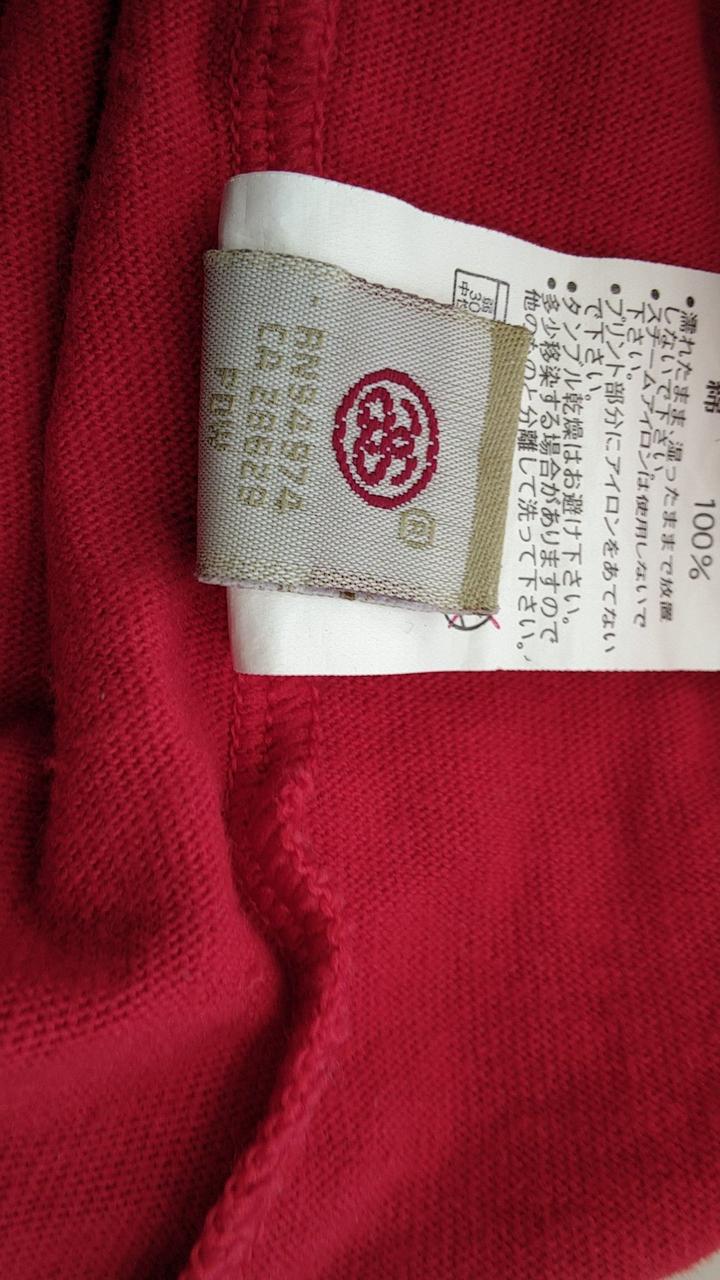 綿 100%
●濡れたまま、湿ったままで放置
しないで下さい。
●スチームアイロンは使用しないで
下さい。
●プリント部分にアイロンをあてない
で下さい。
●タンブル乾燥はお避け下さい。
●多少移染する場合がありますので
他のものと分離して洗って下さい。
30
中性
®
RN94974
CA28629